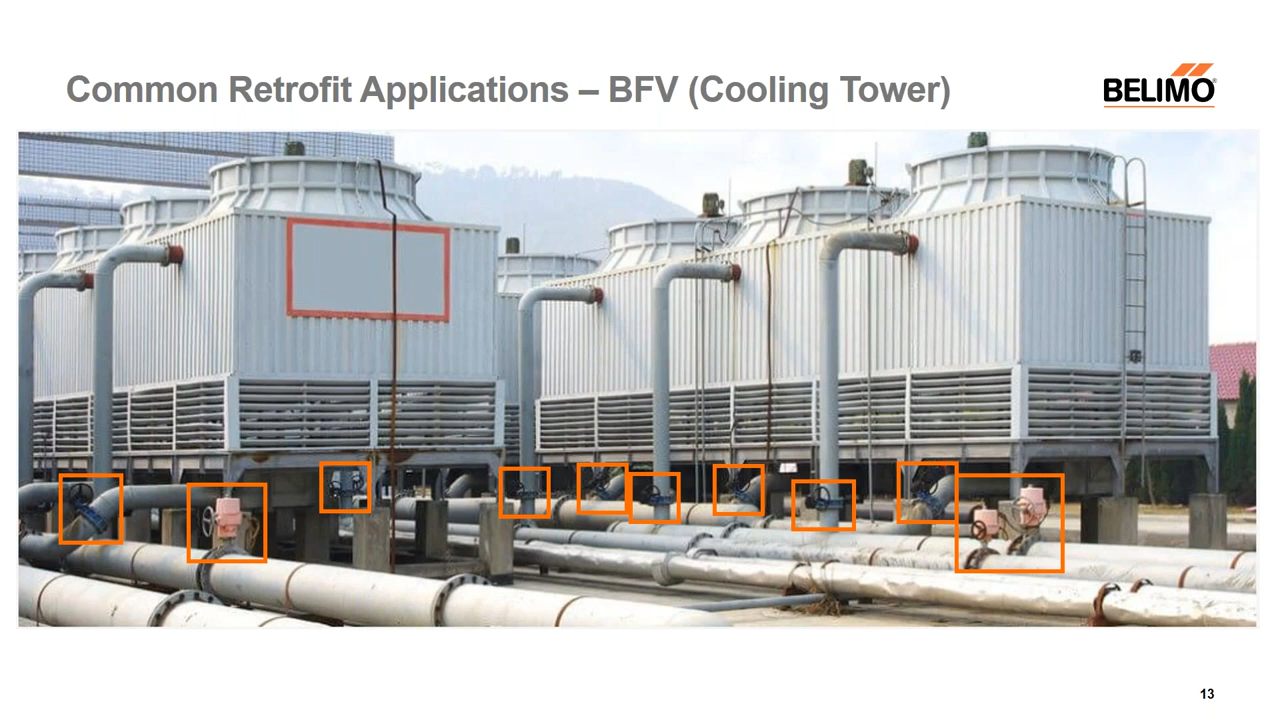 Common Retrofit Applications – BFV (Cooling Tower)
BELIMO®
13